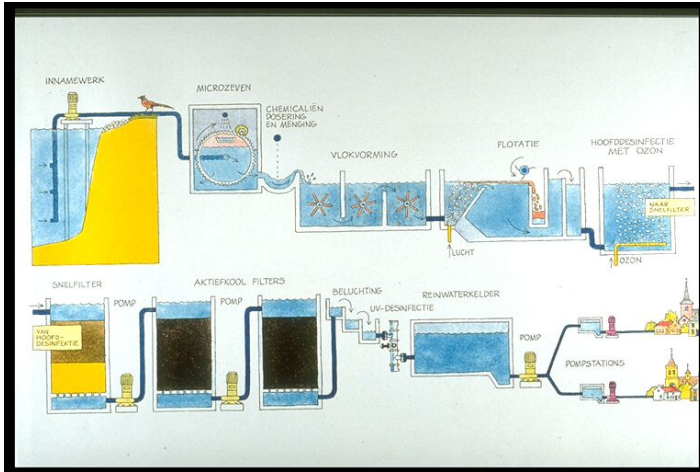 INNAMEWERK
MICROZEVEN
CHEMICALIËN
DOSERING
EN MENGING
VLOKVORMING
FLOTATIE
HOOFDDESINFECTIE
MET OZON
NAAR
SNELFILTER
LUCHT
OZON
SNELFILTER
POMP
AKTIEFKOOL FILTERS
POMP
BELUCHTING
UV-DESINFECTIE
REINWATERKELDER
POMP
POMPSTATIONS
VAN
HOOFD-
DESINFEKTIE